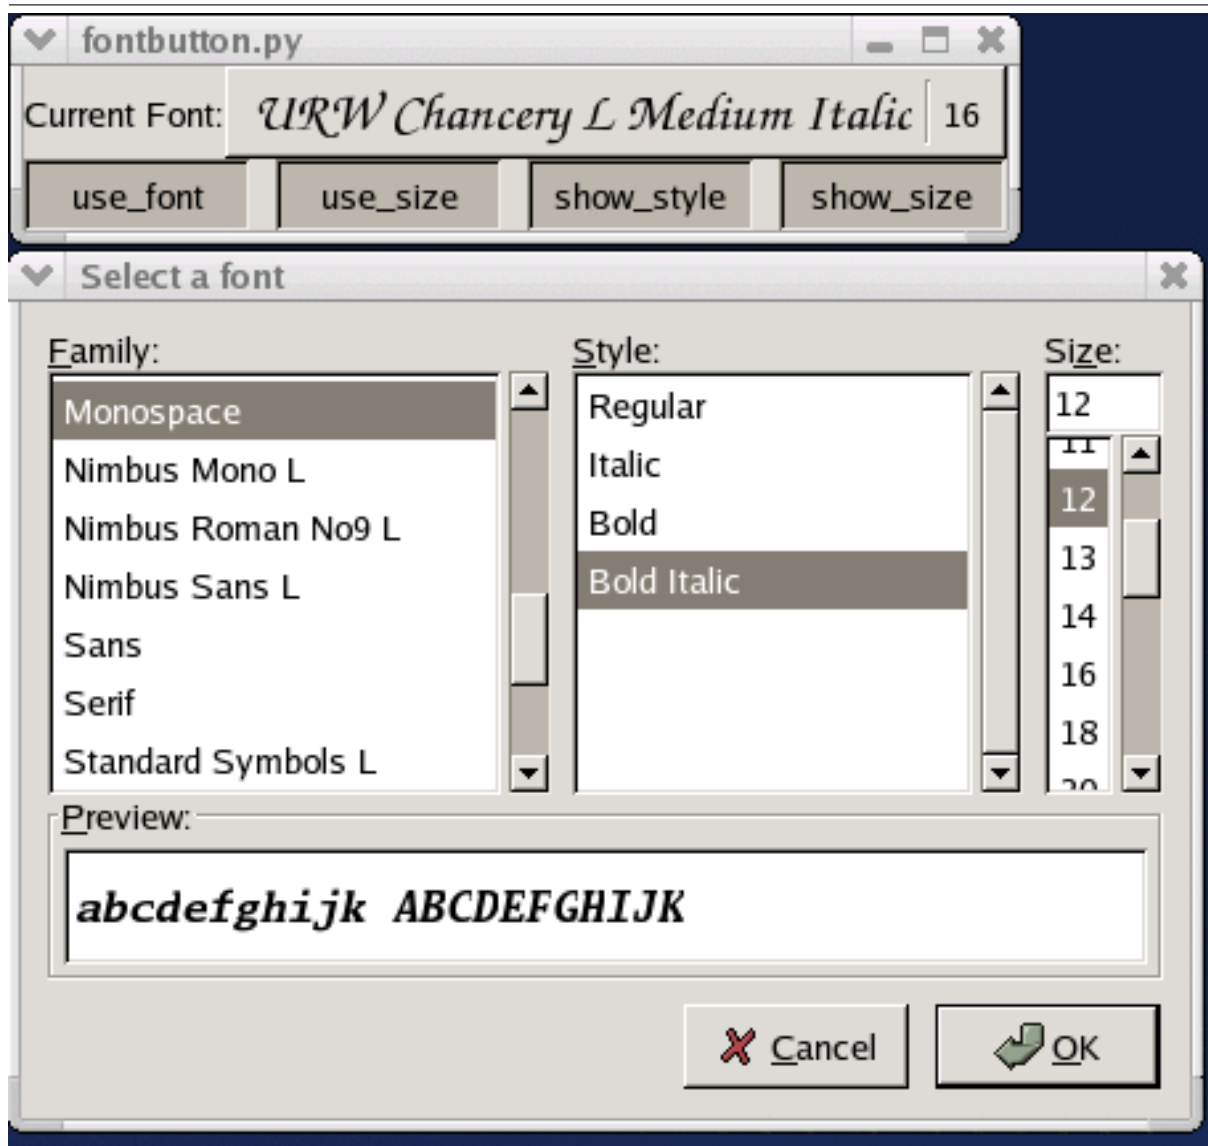 fontbutton.py
Current Font: URW Chancery L Medium Italic 16
use_font use_size show_style show_size
Select a font
Family:
Monospace
Nimbus Mono L
Nimbus Roman No9 L
Nimbus Sans L
Sans
Serif
Standard Symbols L
Style:
Regular
Italic
Bold
Bold Italic
Size:
12
11
12
13
14
16
18
20
Preview:
abcdefghijk ABCDEFGHIJK
Cancel OK